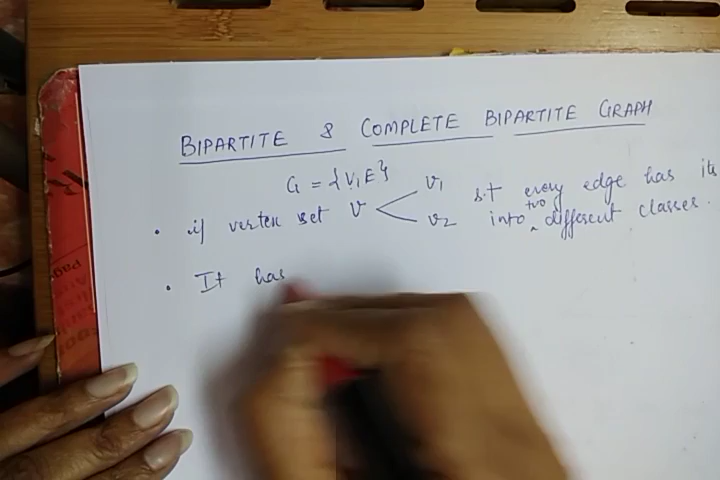 BIPARTITE & COMPLETE BIPARTITE GRAPH
G = {V, E}
• if vertex set V < V1 s.t every edge has its
V2 into two different classes.
• It has